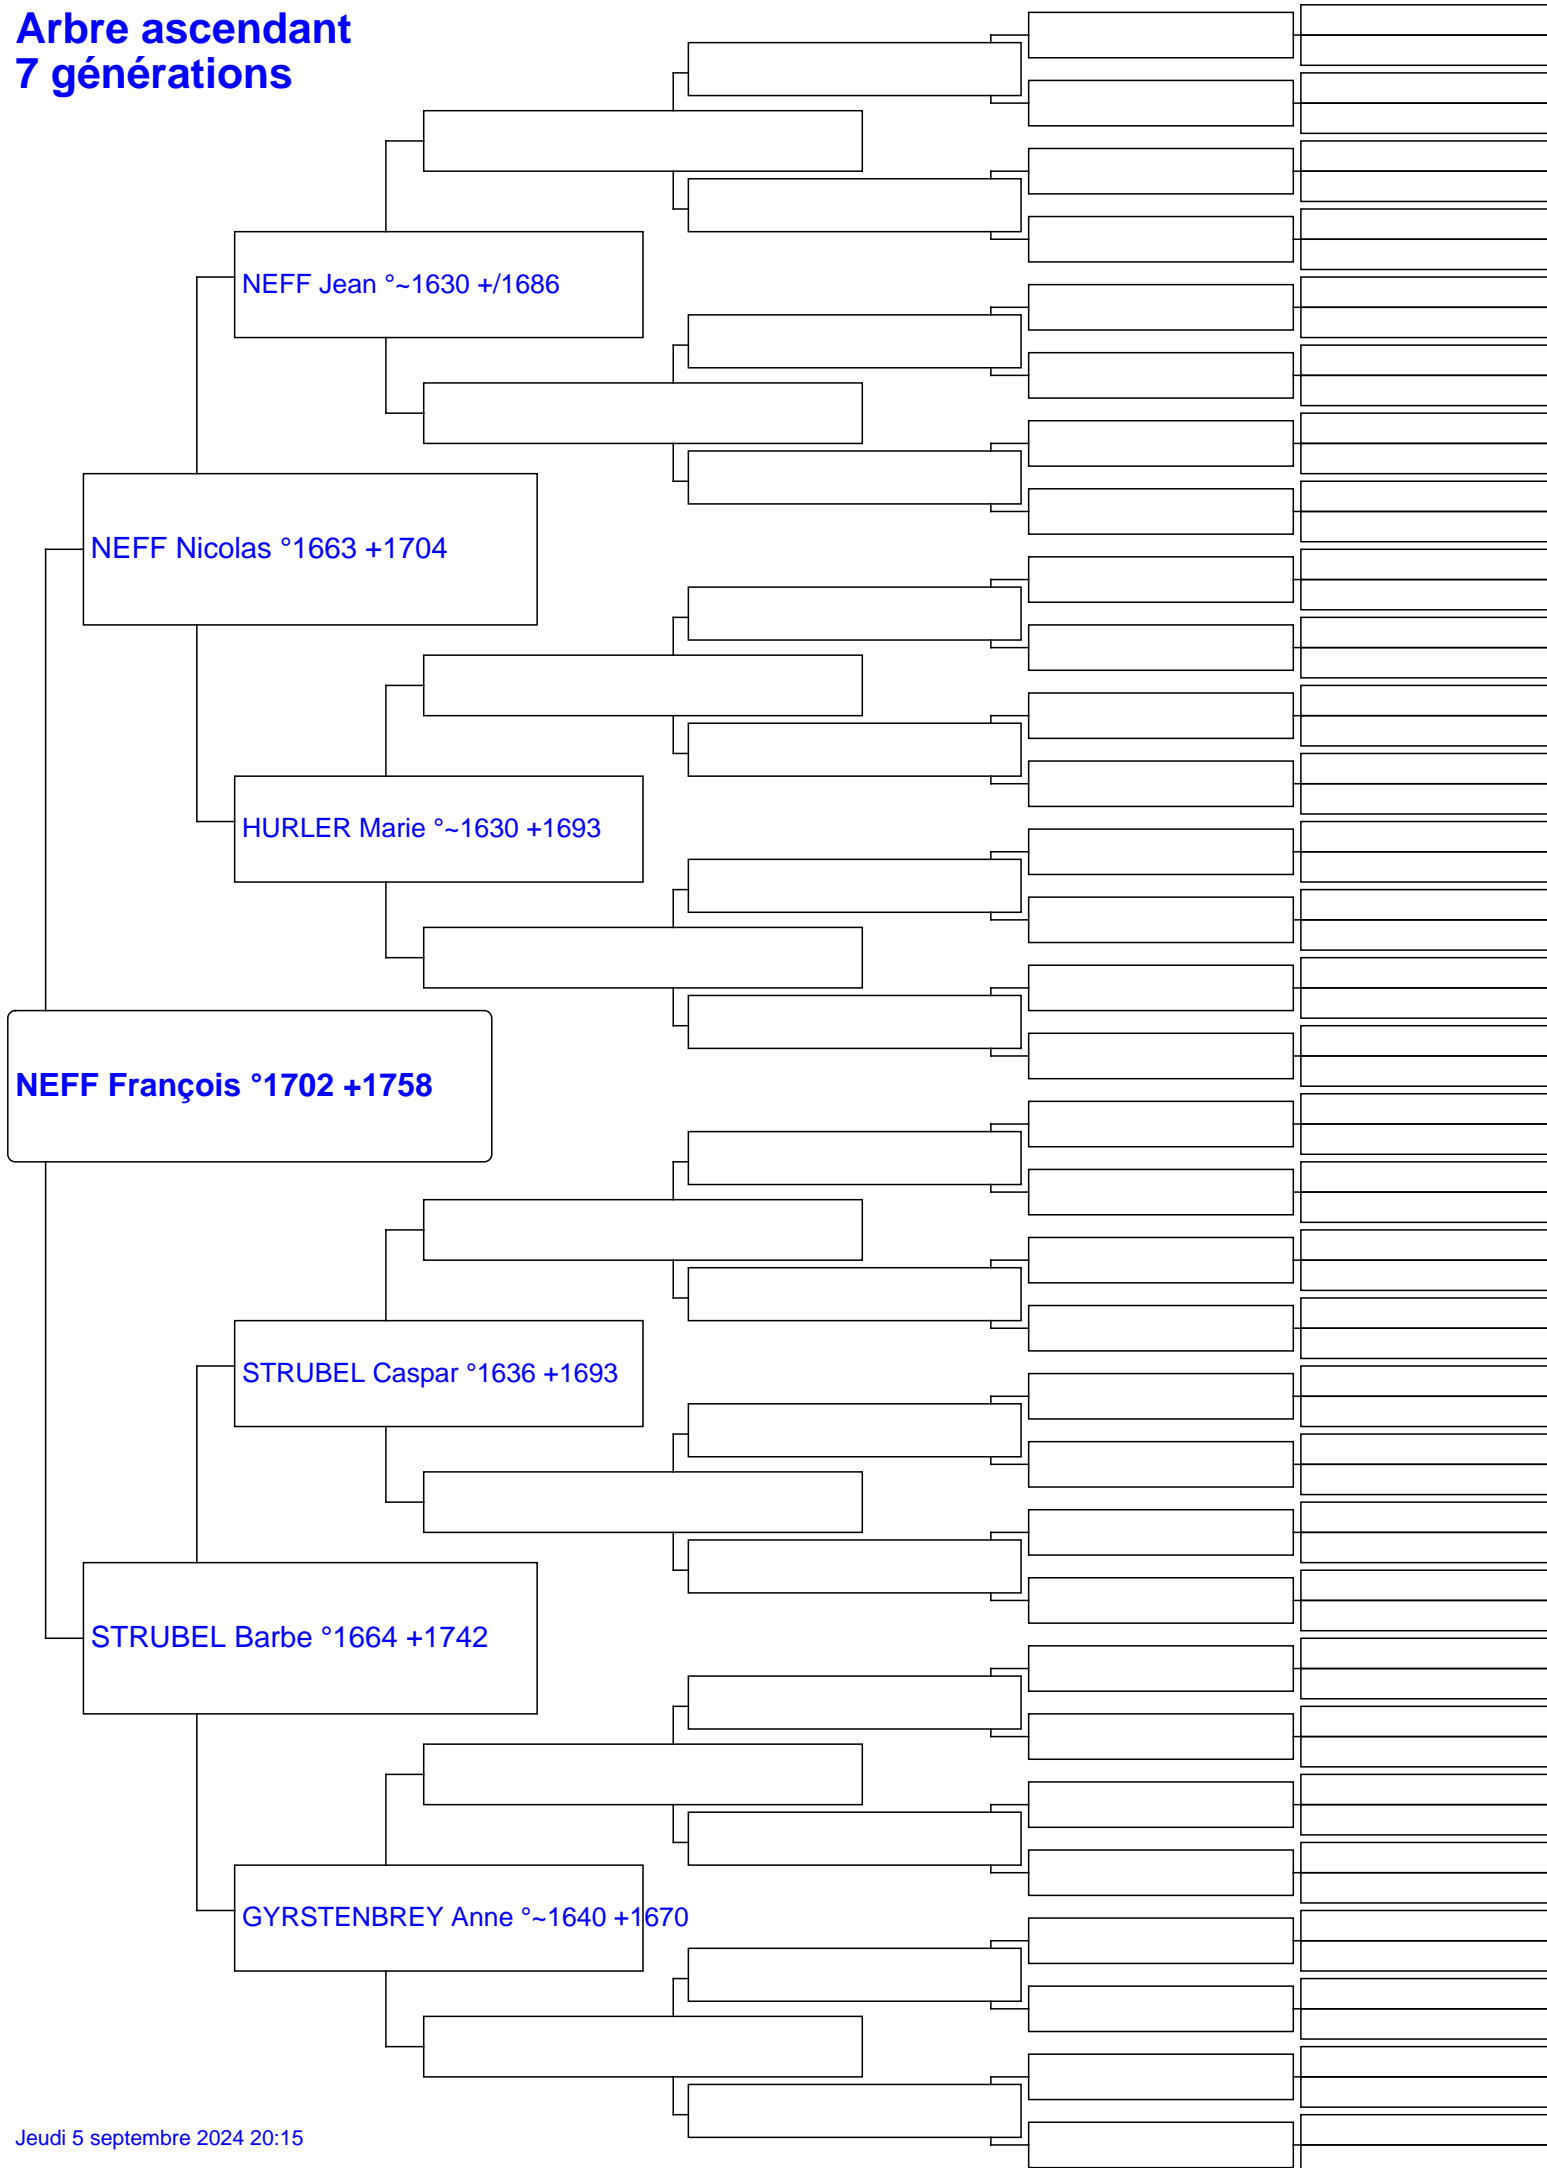 Arbre ascendant
7 générations
NEFF Jean °~1630 +/1686
NEFF Nicolas °1663 +1704
HURLER Marie °~1630 +1693
NEFF François °1702 +1758
STRUBEL Caspar °1636 +1693
STRUBEL Barbe °1664 +1742
GYRSTENBREY Anne °~1640 +1670
Jeudi 5 septembre 2024 20:15